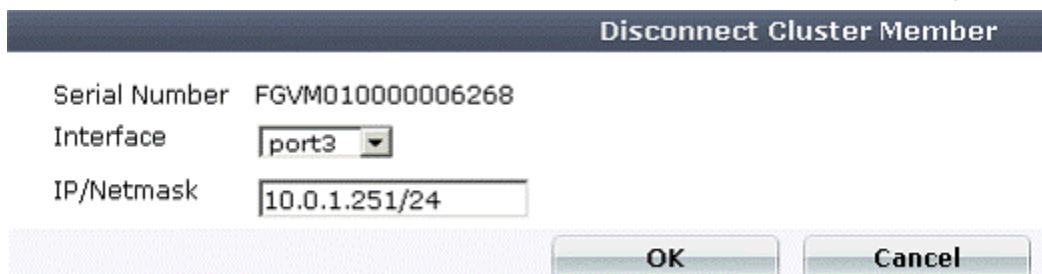 Disconnect Cluster Member
Serial Number FGVM010000006268
Interface port3
IP/Netmask 10.0.1.251/24
OK Cancel